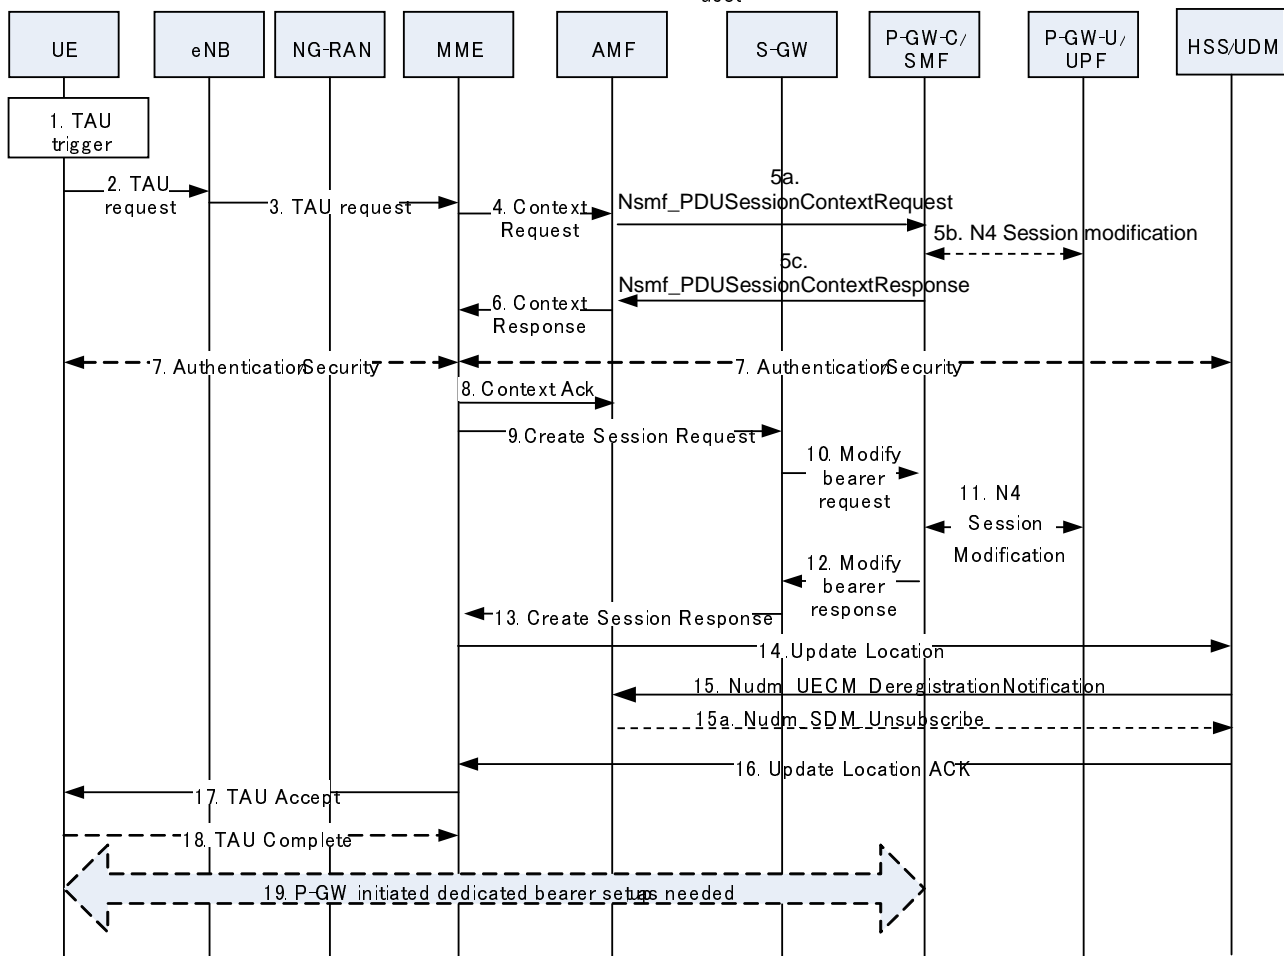 UE
eNB
NG-RAN
MME
AMF
S-GW
P-GW-C/
SMF
P-GW-U/
UPF
HSS/UDM
1. TAU
trigger
2. TAU
request
3. TAU request
4. Context
Request
5a.
Nsmf_PDUSessionContextRequest
5b. N4 Session modification
5c.
Nsmf_PDUSessionContextResponse
6. Context
Response
7. Authentication/Security
7. Authentication/Security
8. Context Ack
9.Create Session Request
10. Modify
bearer
request
11. N4
Session
Modification
12. Modify
bearer
response
13. Create Session Response
14.Update Location
15. Nudm_UECM_DeregistrationNotification
15a. Nudm_SDM_Unsubscribe
16. Update Location ACK
17. TAU Accept
18. TAU Complete
19. P-GW initiated dedicated bearer setup as needed